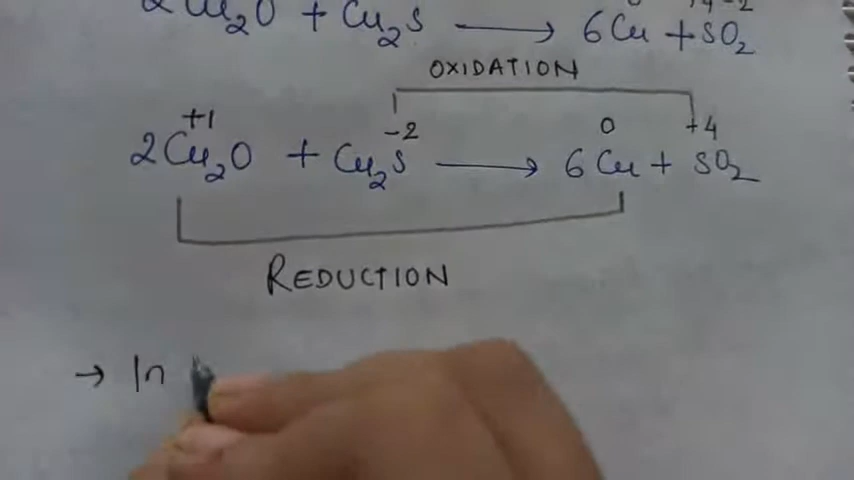 2Cu₂O + Cu₂S ⟶ 6Cu + SO₂
OXIDATION
+1 -2 0 +4
2Cu₂O + Cu₂S ⟶ 6Cu + SO₂
REDUCTION
→ In